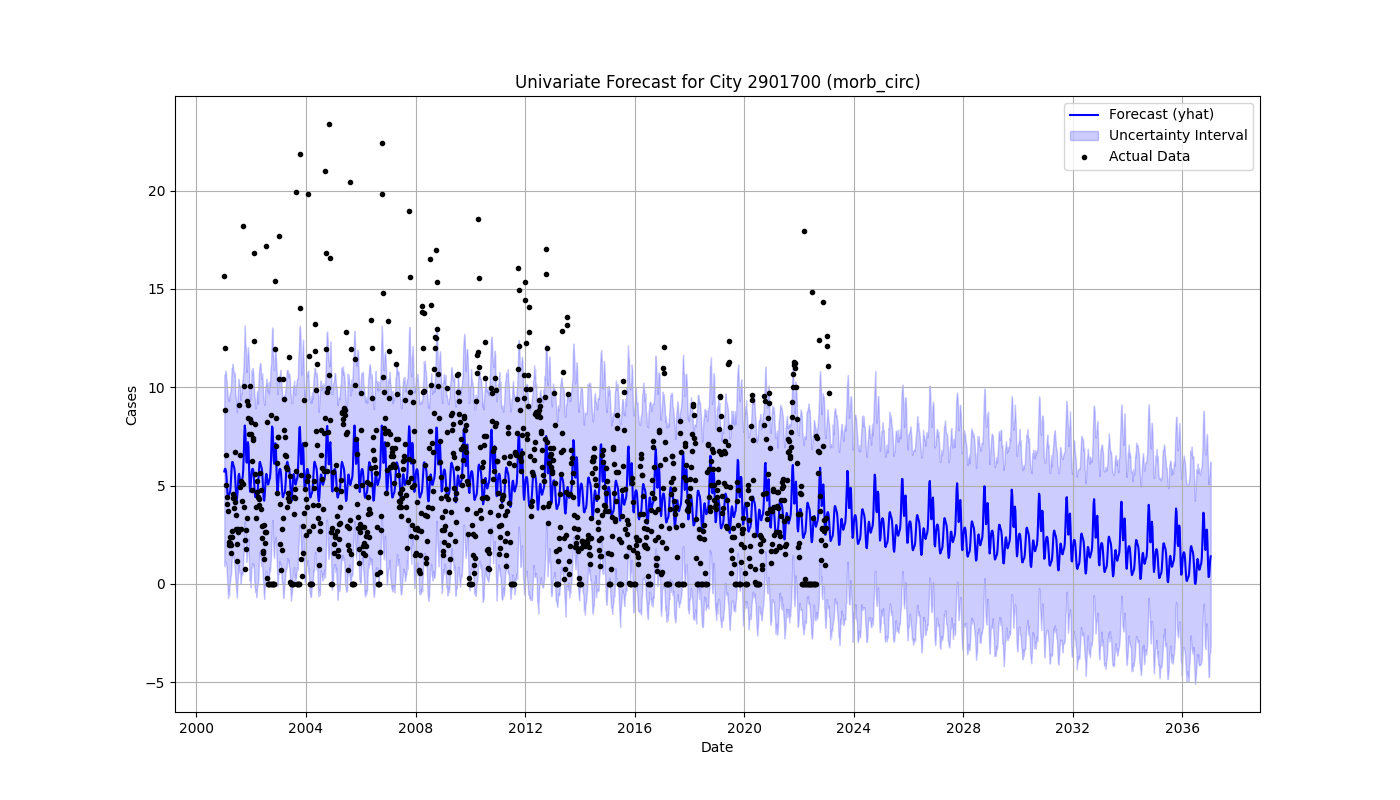 Univariate Forecast for City 2901700 (morb_circ)
Forecast (yhat)
Uncertainty Interval
Actual Data
Cases
20
15
10
5
0
−5
2000 2004 2008 2012 2016 2020 2024 2028 2032 2036
Date